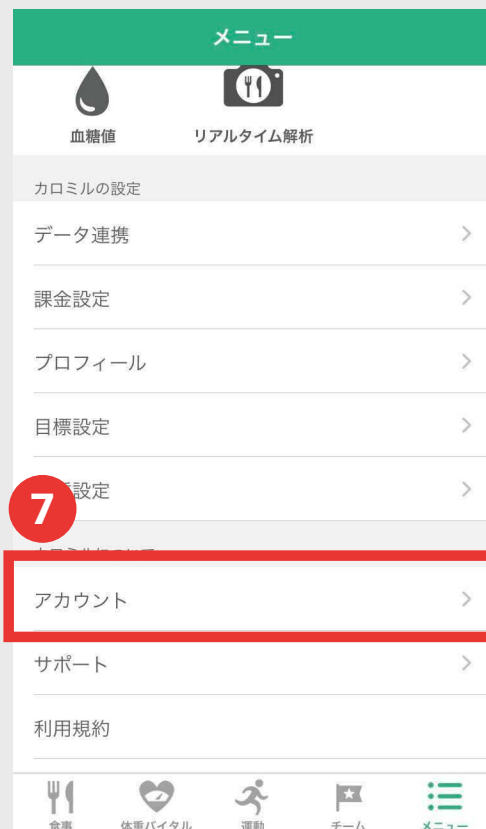 メニュー
血糖値 リアルタイム解析
カロミルの設定
データ連携
課金設定
プロフィール
目標設定
設定
7
アカウント
サポート
利用規約
食事 体重バイタル 運動 チーム メニュー